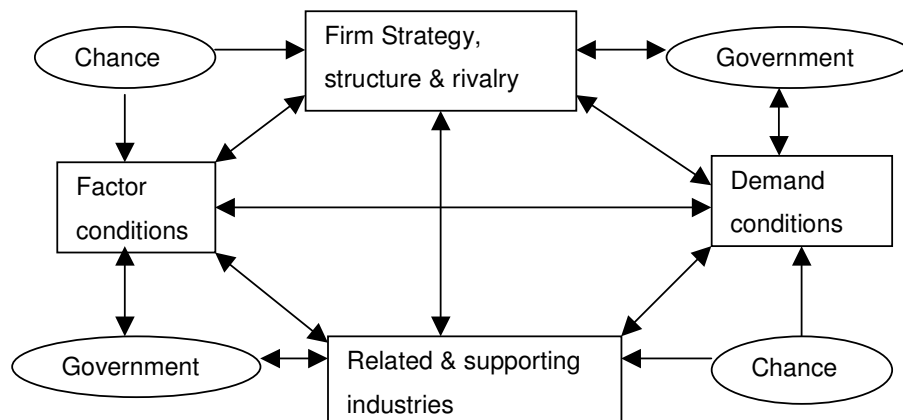 Chance
Firm Strategy,
structure & rivalry
Government
Factor
conditions
Demand
conditions
Government
Related & supporting
industries
Chance